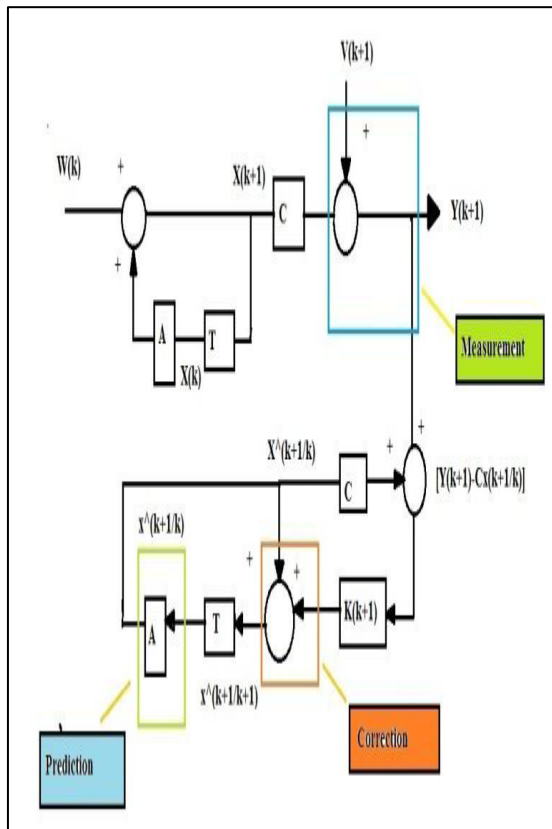 V(k+1)
+
W(k)
+
X(k+1)
C
Y(k+1)
+
A
T
X(k)
Measurement
X^(k+1/k)
+
+
C
[Y(k+1)-Cx(k+1/k)]
x^(k+1/k)
+
+
K(k+1)
A
T
x^(k+1/k+1)
Correction
Prediction